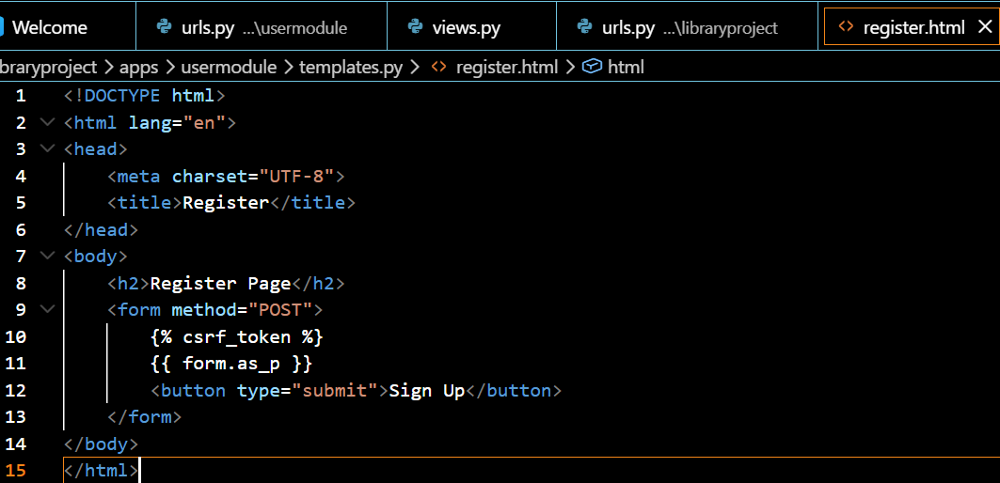 Welcome urls.py ...\usermodule views.py urls.py ...\libraryproject register.html
braryproject > apps > usermodule > templates.py > <> register.html > html
1 <!DOCTYPE html>
2 <html lang="en">
3 <head>
4 <meta charset="UTF-8">
5 <title>Register</title>
6 </head>
7 <body>
8 <h2>Register Page</h2>
9 <form method="POST">
10 {% csrf_token %}
11 {{ form.as_p }}
12 <button type="submit">Sign Up</button>
13 </form>
14 </body>
15 </html>